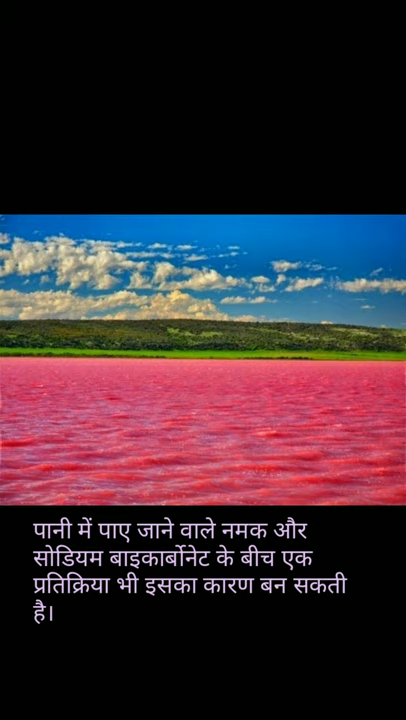 पानी में पाए जाने वाले नमक और
सोडियम बाइकार्बोनेट के बीच एक
प्रतिक्रिया भी इसका कारण बन सकती
है।